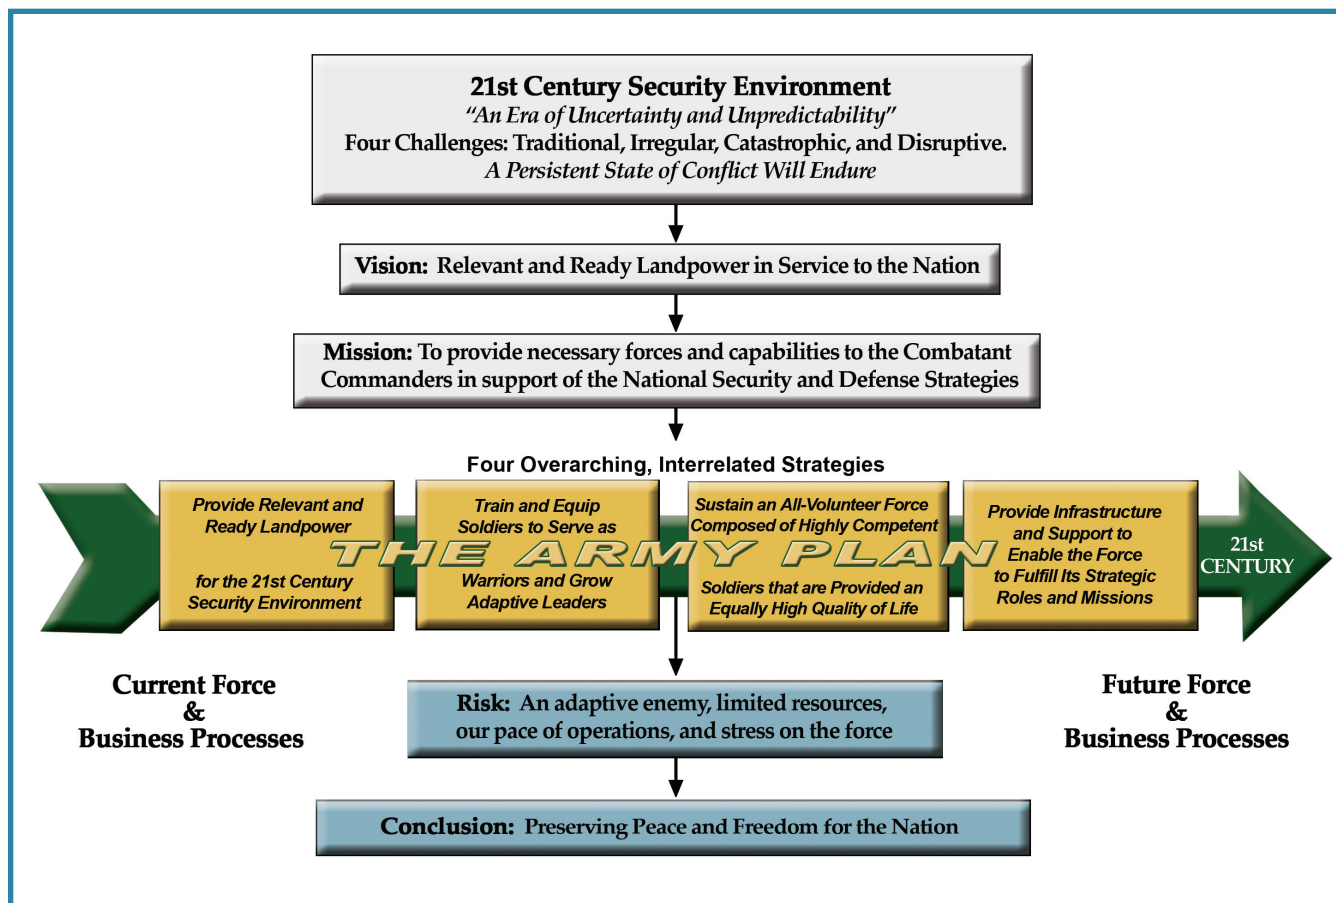 21st Century Security Environment
“An Era of Uncertainty and Unpredictability”
Four Challenges: Traditional, Irregular, Catastrophic, and Disruptive.
A Persistent State of Conflict Will Endure
Vision: Relevant and Ready Landpower in Service to the Nation
Mission: To provide necessary forces and capabilities to the Combatant
Commanders in support of the National Security and Defense Strategies
Four Overarching, Interrelated Strategies
Provide Relevant and
Ready Landpower
for the 21st Century
Security Environment
Train and Equip
Soldiers to Serve as
Warriors and Grow
Adaptive Leaders
Sustain an All-Volunteer Force
Composed of Highly Competent
Soldiers that are Provided an
Equally High Quality of Life
Provide Infrastructure
and Support to
Enable the Force
to Fulfill Its Strategic
Roles and Missions
THE ARMY PLAN
21st
CENTURY
Current Force
&
Business Processes
Risk: An adaptive enemy, limited resources,
our pace of operations, and stress on the force
Future Force
&
Business Processes
Conclusion: Preserving Peace and Freedom for the Nation